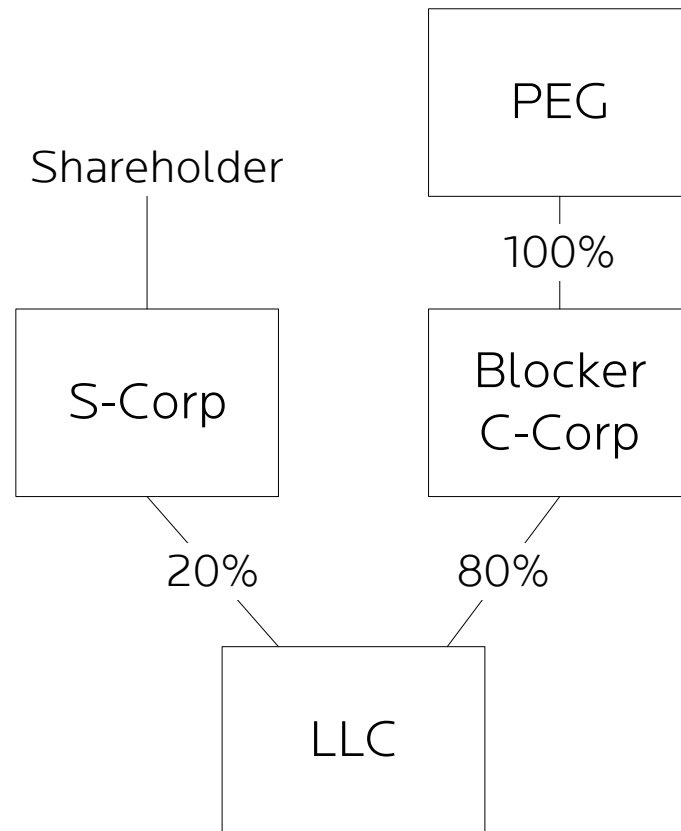 PEG
Shareholder
100%
S-Corp
Blocker
C-Corp
20%
80%
LLC